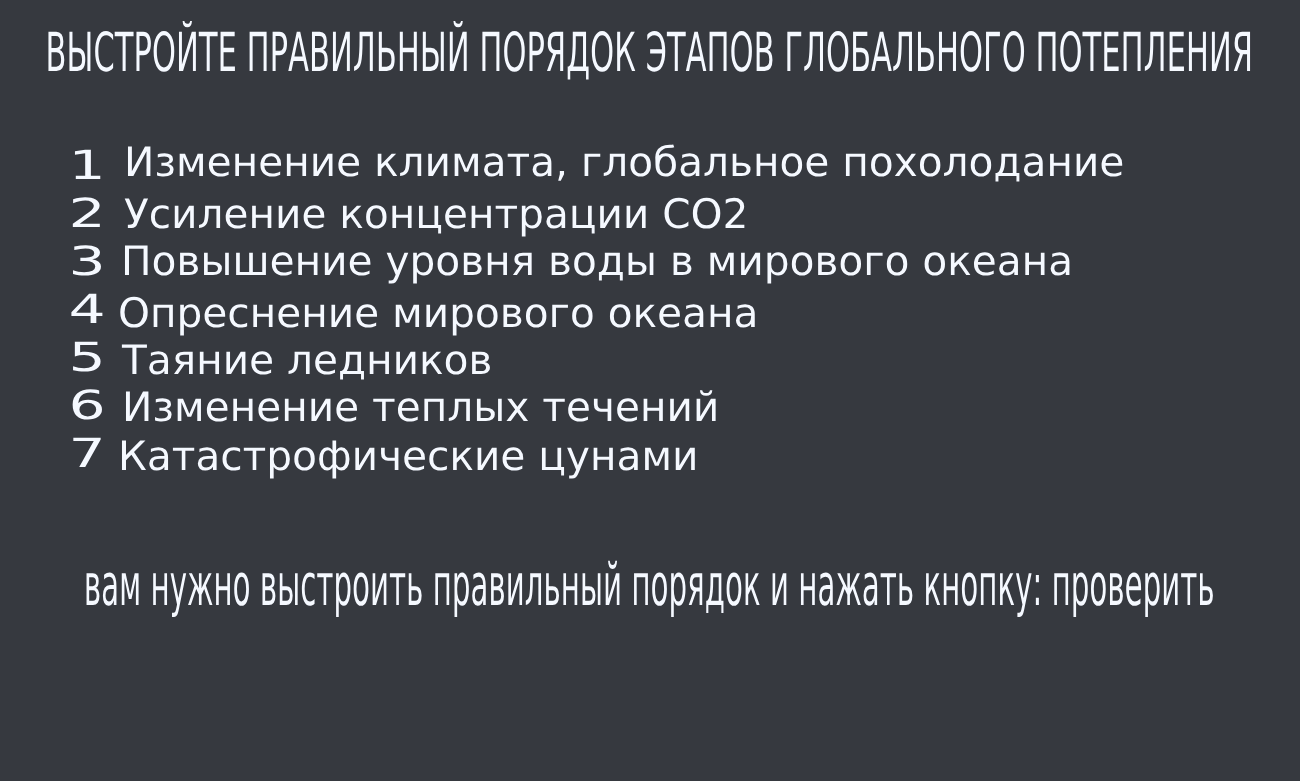 ВЫСТРОЙТЕ ПРАВИЛЬНЫЙ ПОРЯДОК ЭТАПОВ ГЛОБАЛЬНОГО ПОТЕПЛЕНИЯ
1 Изменение климата, глобальное похолодание
2 Усиление концентрации СО2
3 Повышение уровня воды в мирового океана
4 Опреснение мирового океана
5 Таяние ледников
6 Изменение теплых течений
7 Катастрофические цунами
вам нужно выстроить правильный порядок и нажать кнопку: проверить